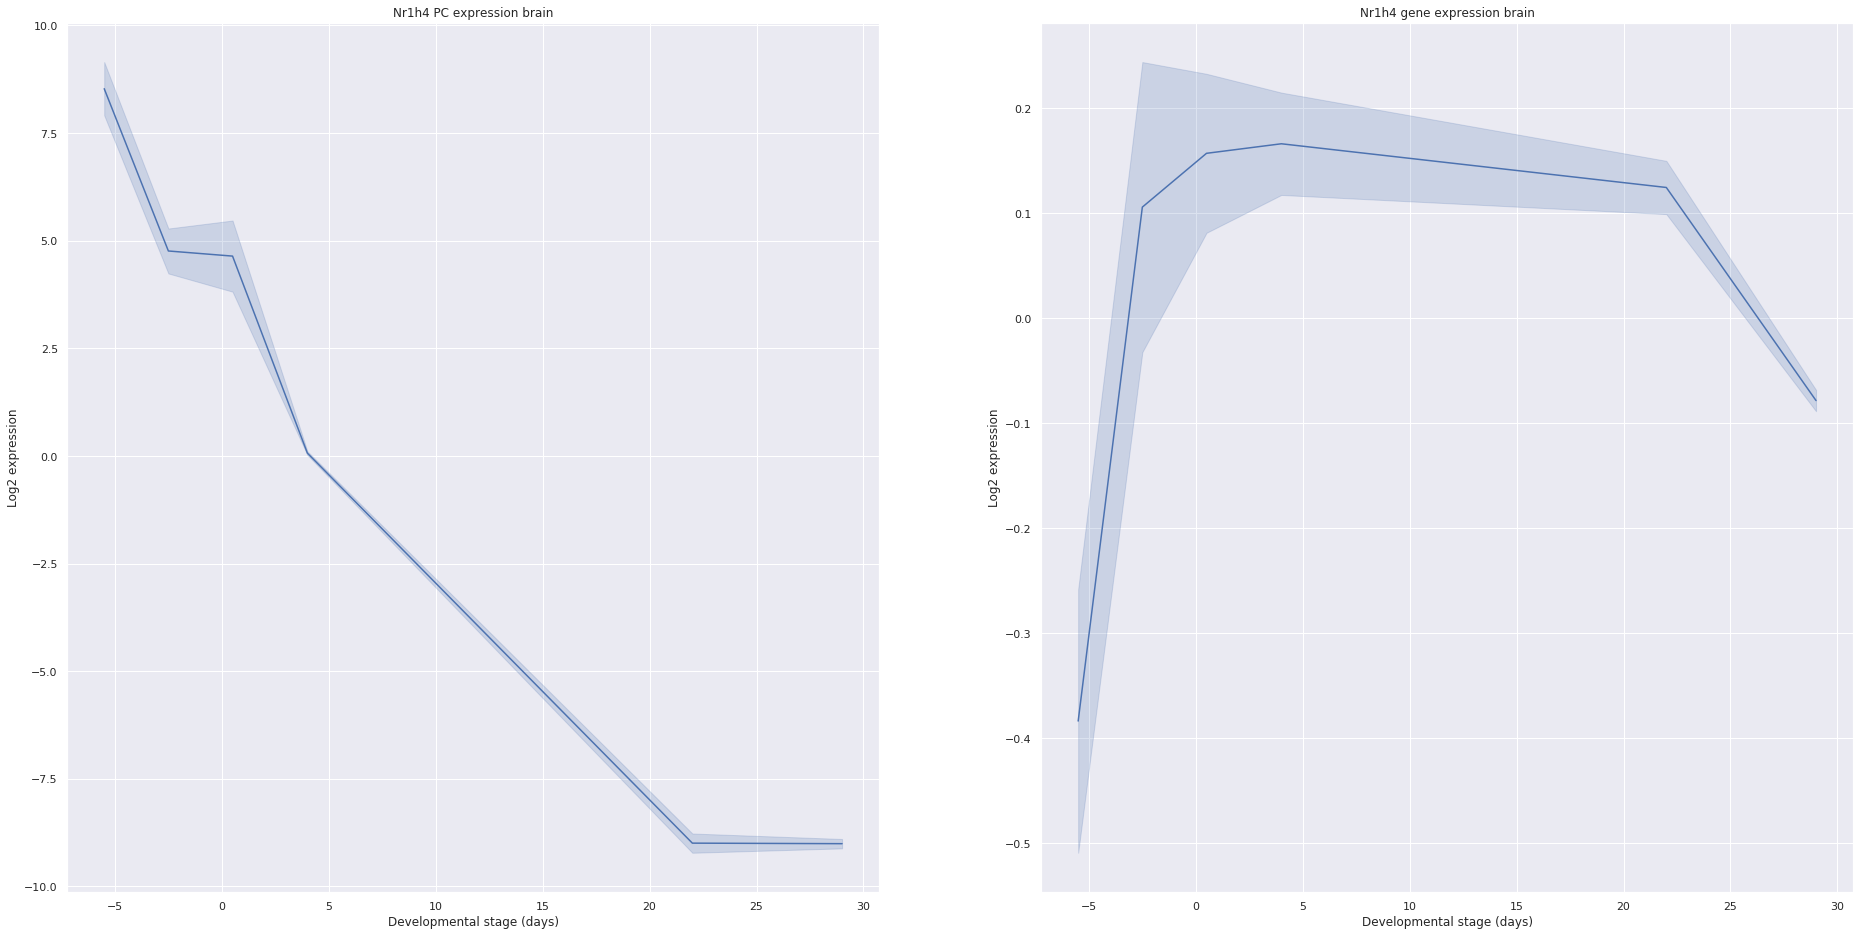 Nr1h4 PC expression brain
10.0
7.5
5.0
2.5
0.0
−2.5
−5.0
−7.5
−10.0
Log2 expression
−5 0 5 10 15 20 25 30
Developmental stage (days)
Nr1h4 gene expression brain
0.2
0.1
0.0
−0.1
−0.2
−0.3
−0.4
−0.5
Log2 expression
−5 0 5 10 15 20 25 30
Developmental stage (days)